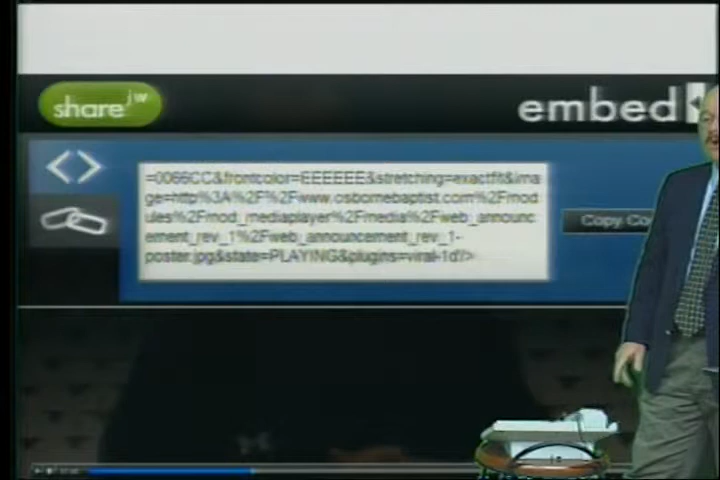 share jw
embed
=0066CC&frontcolor=EEEEEE&stretching=exactfit&ima
ge=http%3A%2F%2Fwww.osbornebaptist.com%2Fmod
ules%2Fmod_mediaplayer%2Fmedia%2Fweb_announc
ement_rev_1%2Fweb_announcement_rev_1-
poster.jpg&state=PLAYING&plugins=viral-1d'/>
Copy Co